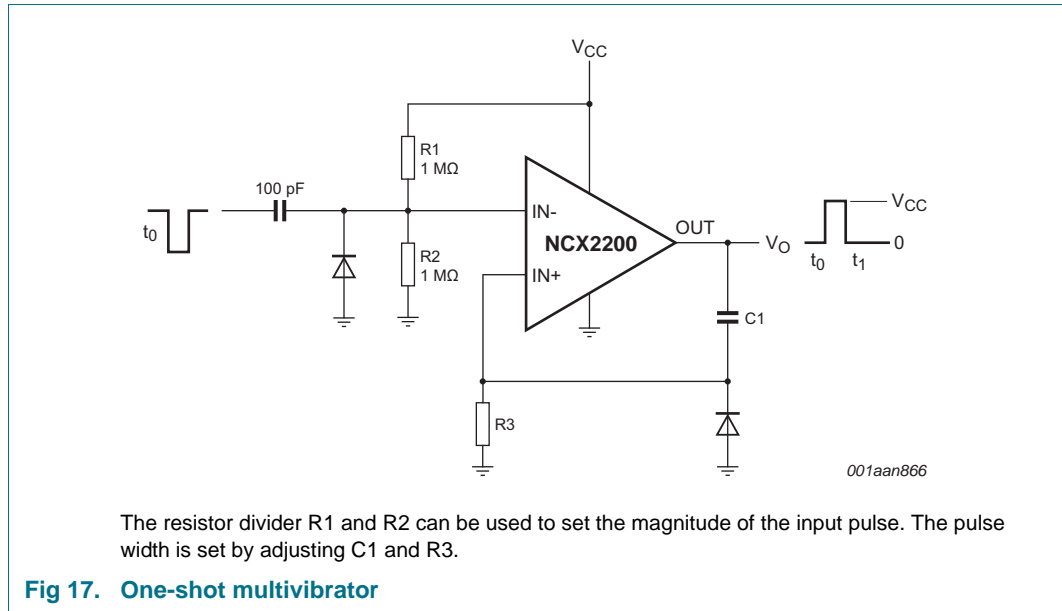 VCC
R1
1 MΩ
100 pF
IN-
OUT
VCC
t0
NCX2200
VO
0
R2
1 MΩ
t0
t1
IN+
C1
R3
001aan866
The resistor divider R1 and R2 can be used to set the magnitude of the input pulse. The pulse
width is set by adjusting C1 and R3.
Fig 17. One-shot multivibrator